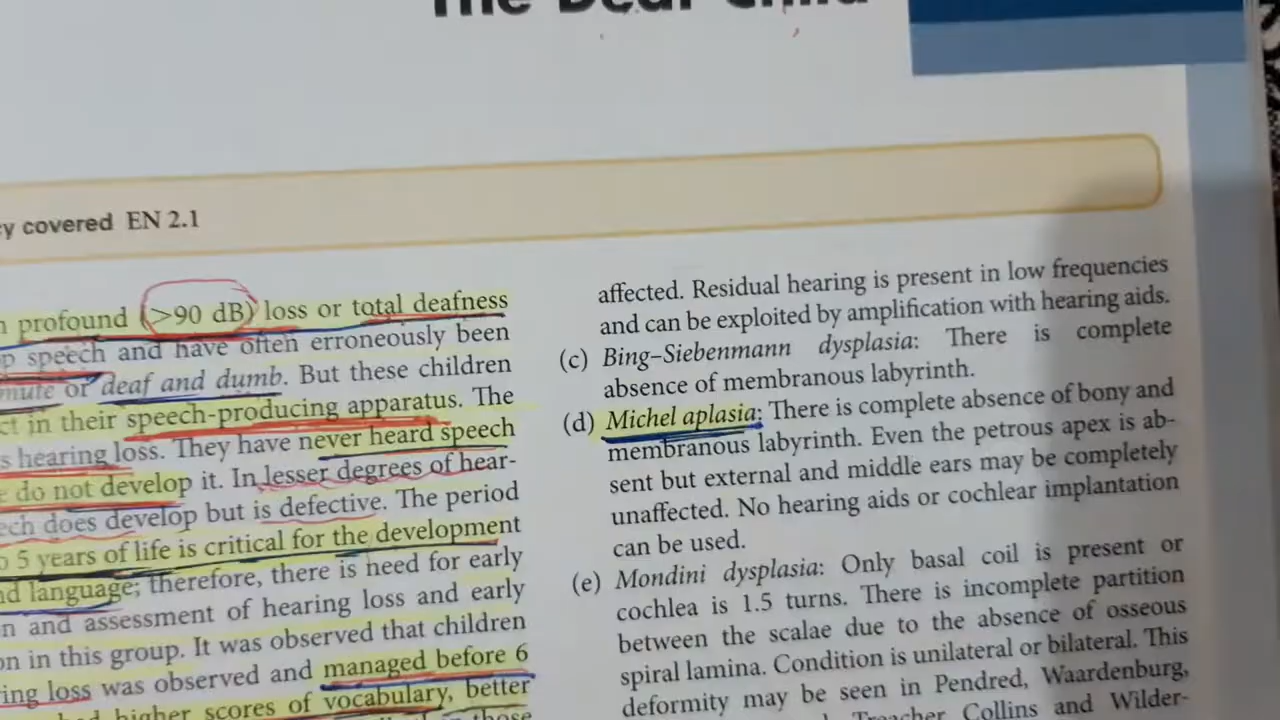 The Deaf Child
cy covered EN 2.1
profound (>90 dB) loss or total deafness
speech and have often erroneously been
mute or deaf and dumb. But these children
in their speech-producing apparatus. The
hearing loss. They have never heard speech
do not develop it. In lesser degrees of hear-
does develop but is defective. The period
5 years of life is critical for the development
language; therefore, there is need for early
and assessment of hearing loss and early
in this group. It was observed that children
loss was observed and managed before 6
higher scores of vocabulary, better
those
affected. Residual hearing is present in low frequencies
and can be exploited by amplification with hearing aids.
(c) Bing–Siebenmann dysplasia: There is complete
absence of membranous labyrinth.
(d) Michel aplasia: There is complete absence of bony and
membranous labyrinth. Even the petrous apex is ab-
sent but external and middle ears may be completely
unaffected. No hearing aids or cochlear implantation
can be used.
(e) Mondini dysplasia: Only basal coil is present or
cochlea is 1.5 turns. There is incomplete partition
between the scalae due to the absence of osseous
spiral lamina. Condition is unilateral or bilateral. This
deformity may be seen in Pendred, Waardenburg,
Treacher Collins and Wilder-